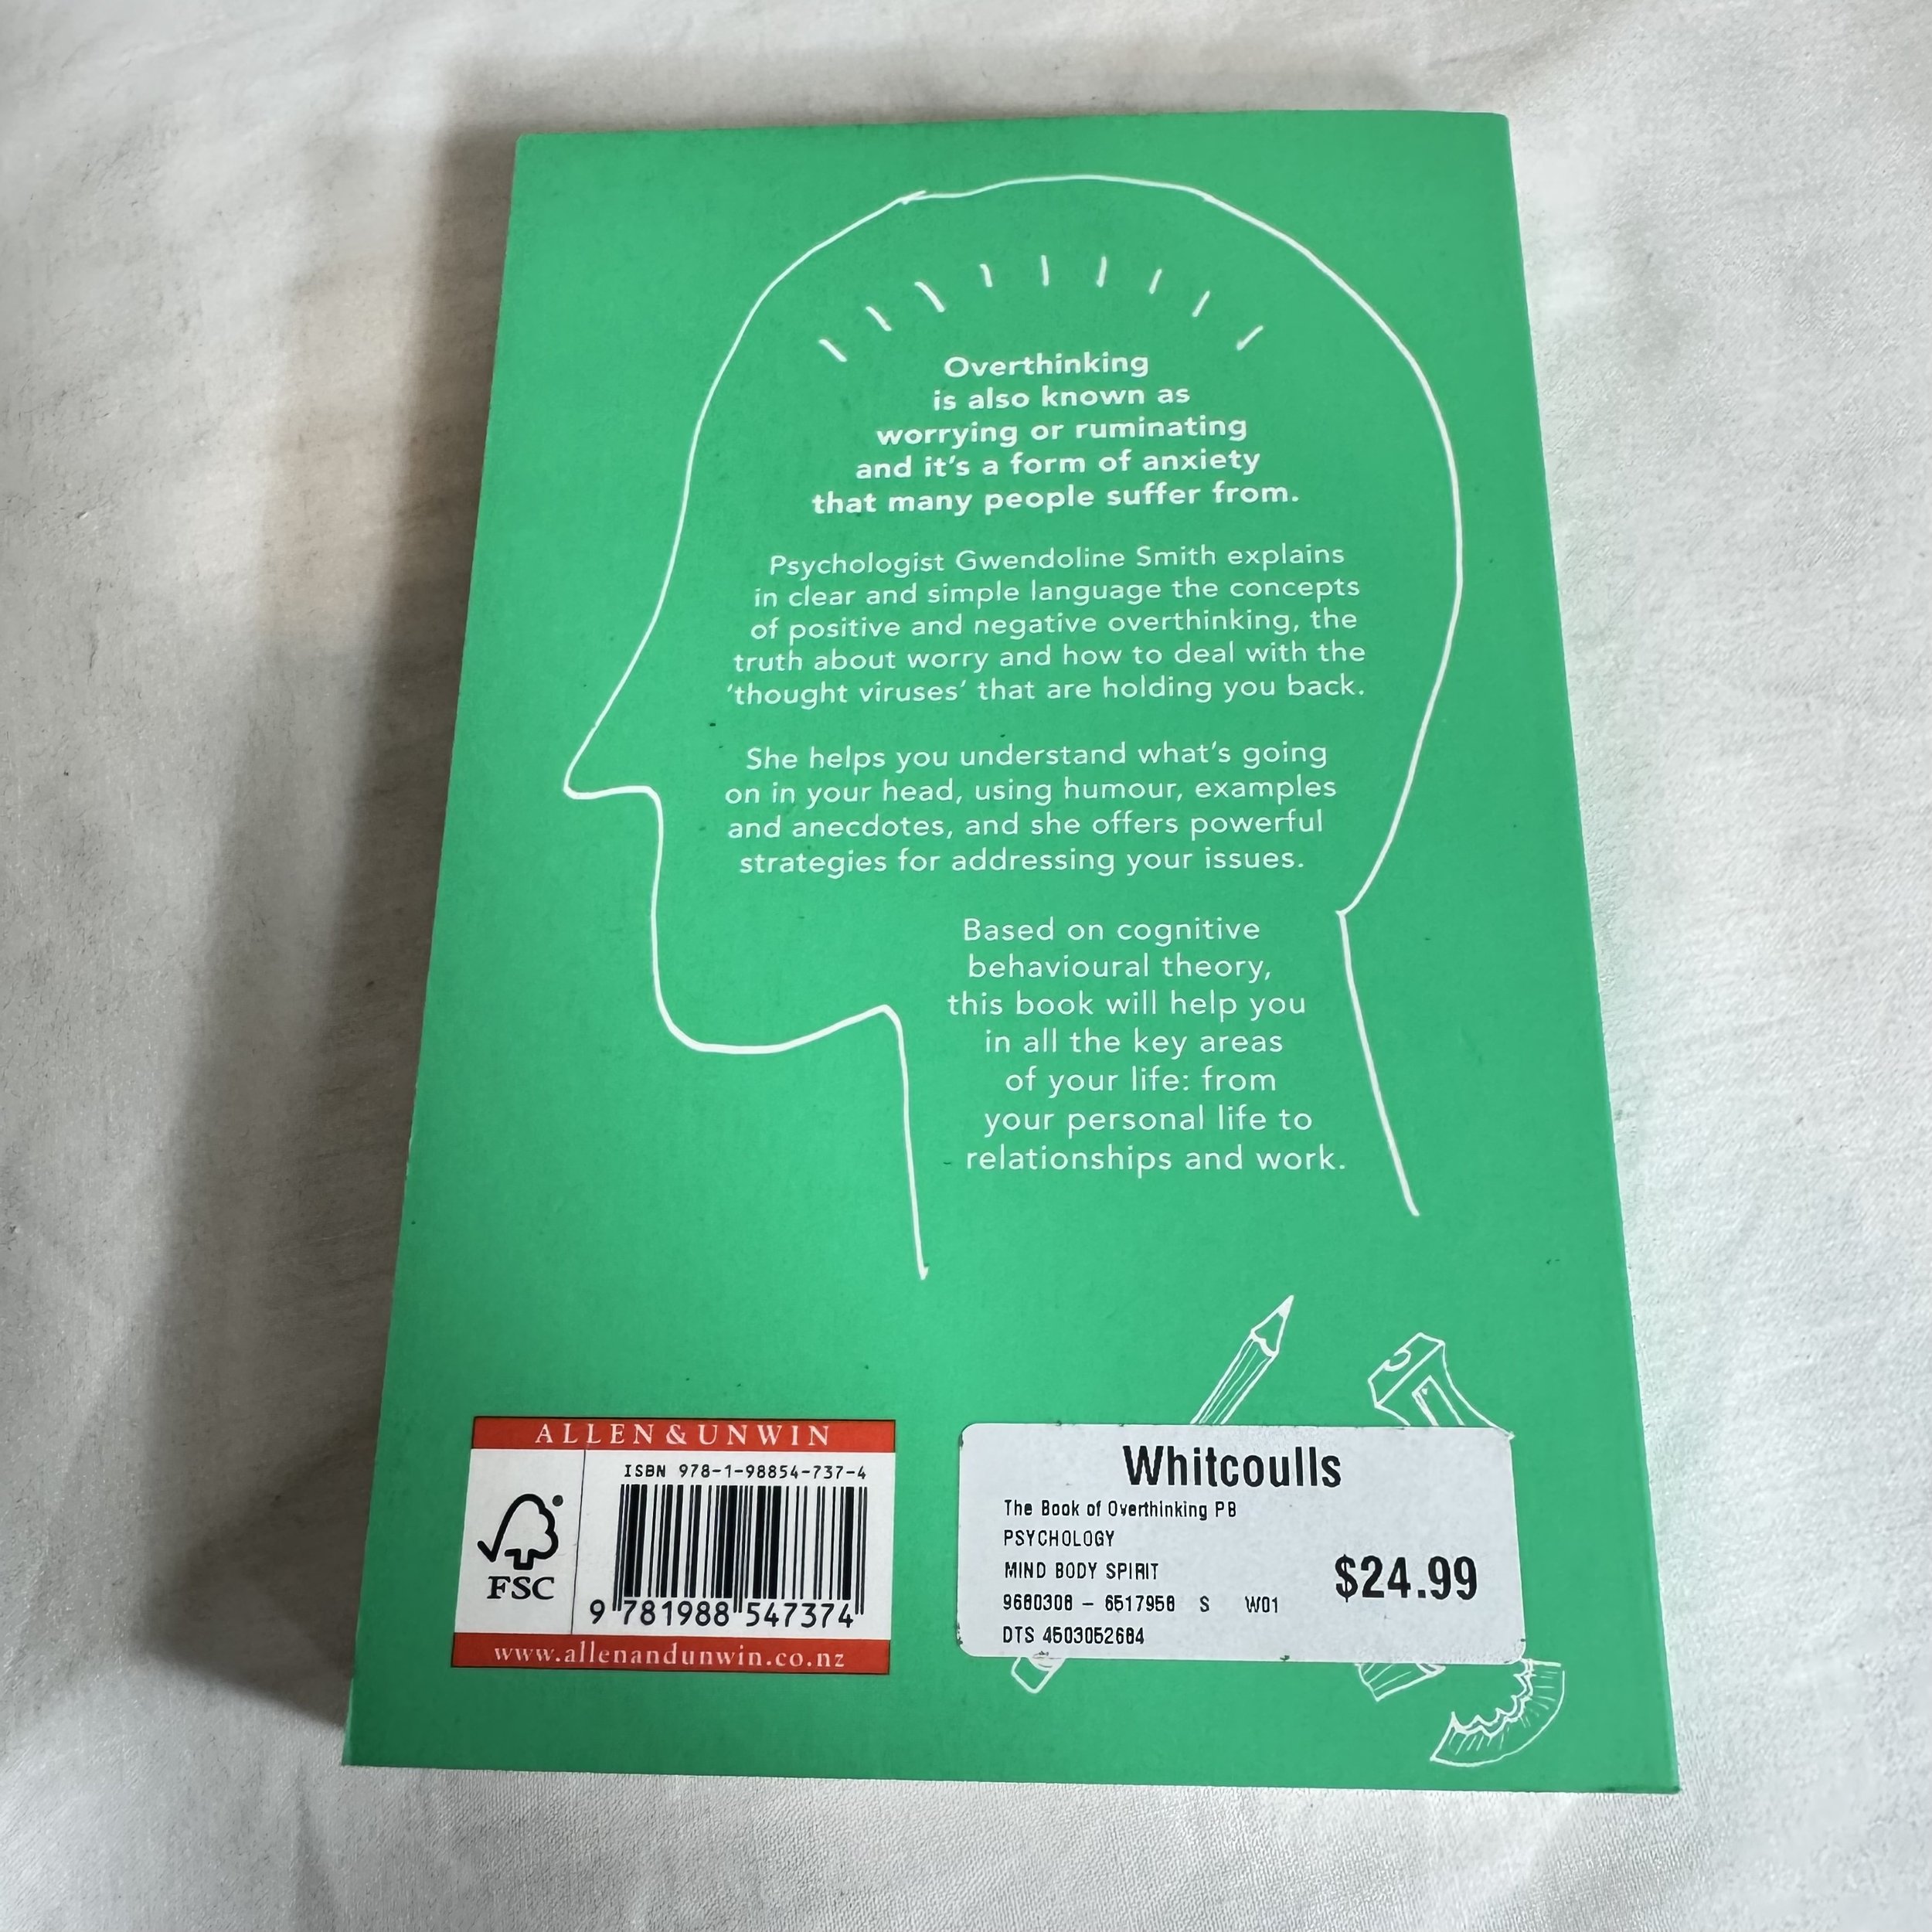 Overthinking
is also known as
worrying or ruminating
and it's a form of anxiety
that many people suffer from.
Psychologist Gwendoline Smith explains
in clear and simple language the concepts
of positive and negative overthinking, the
truth about worry and how to deal with the
‘thought viruses’ that are holding you back.
She helps you understand what's going
on in your head, using humour, examples
and anecdotes, and she offers powerful
strategies for addressing your issues.
Based on cognitive
behavioural theory,
this book will help you
in all the key areas
of your life: from
your personal life to
relationships and work.
ALLEN & UNWIN
ISBN 978-1-98854-737-4
FSC
9 781988 547374
www.allenandunwin.co.nz
Whitcoulls
The Book of Overthinking PB
PSYCHOLOGY
MIND BODY SPIRIT
$24.99
9680308 - 6517958 S W01
DTS 4503052684